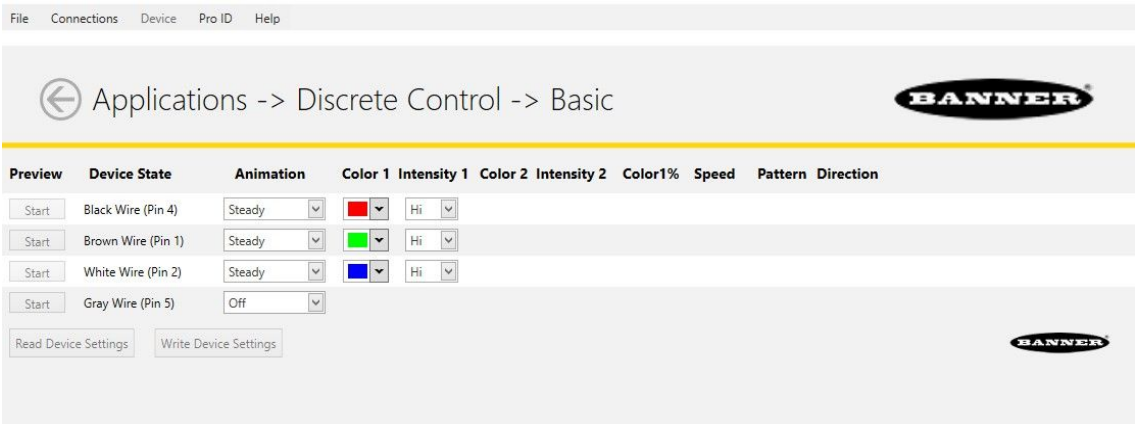 File Connections Device Pro ID Help
Applications -> Discrete Control -> Basic
BANNER®
Preview Device State Animation Color 1 Intensity 1 Color 2 Intensity 2 Color1% Speed Pattern Direction
Start Black Wire (Pin 4) Steady Hi
Start Brown Wire (Pin 1) Steady Hi
Start White Wire (Pin 2) Steady Hi
Start Gray Wire (Pin 5) Off
Read Device Settings Write Device Settings
BANNER